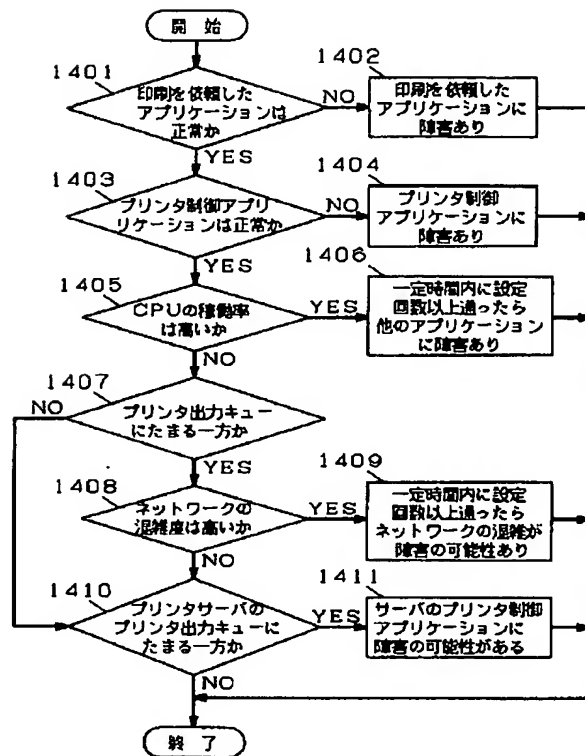 開 始
1401
印刷を依頼した
アプリケーションは
正常か
NO
1402
印刷を依頼した
アプリケーションに
障害あり
YES
1403
プリンタ制御アプリ
リケーションは正常か
NO
1404
プリンタ制御
アプリケーションに
障害あり
YES
1405
CPUの稼働率
は高いか
YES
1406
一定時間内に設定
回数以上通ったら
他のアプリケーション
に障害あり
NO
1407
プリンタ出力キュー
にたまる一方か
NO
YES
1408
ネットワークの
混雑度は高いか
YES
1409
一定時間内に設定
回数以上通ったら
ネットワークの混雑が
障害の可能性あり
NO
1410
プリンタサーバの
プリンタ出力キューに
たまる一方か
YES
1411
サーバのプリンタ制御
アプリケーションに
障害の可能性がある
NO
終 了